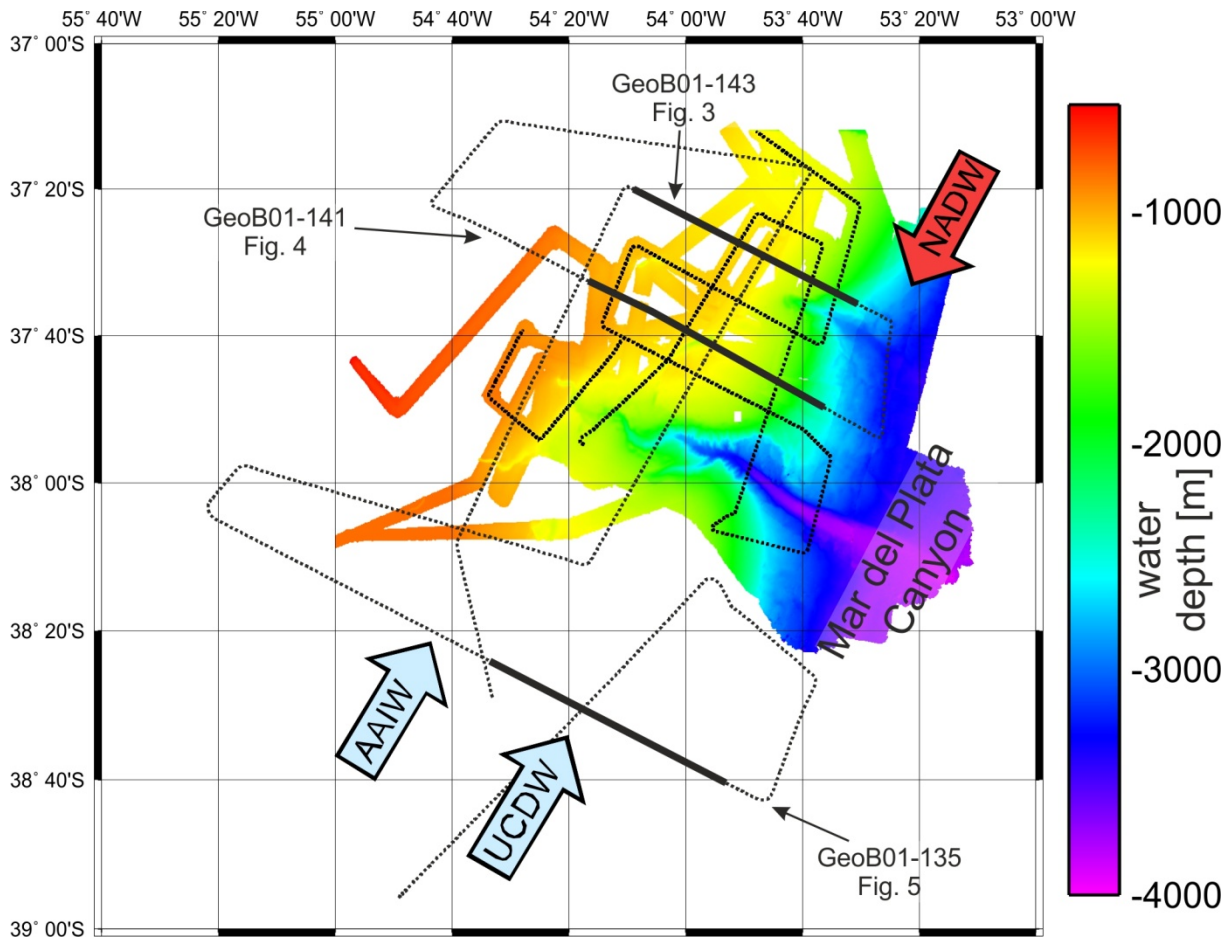 55° 40'W 55° 20'W 55° 00'W 54° 40'W 54° 20'W 54° 00'W 53° 40'W 53° 20'W 53° 00'W
37° 00'S
GeoB01-143
Fig. 3
37° 20'S
NADW
-1000
GeoB01-141
Fig. 4
37° 40'S
-2000
38° 00'S
Mar del Plata
Canyon
water
depth [m]
38° 20'S
-3000
AAIW
UCDW
38° 40'S
GeoB01-135
Fig. 5
-4000
39° 00'S